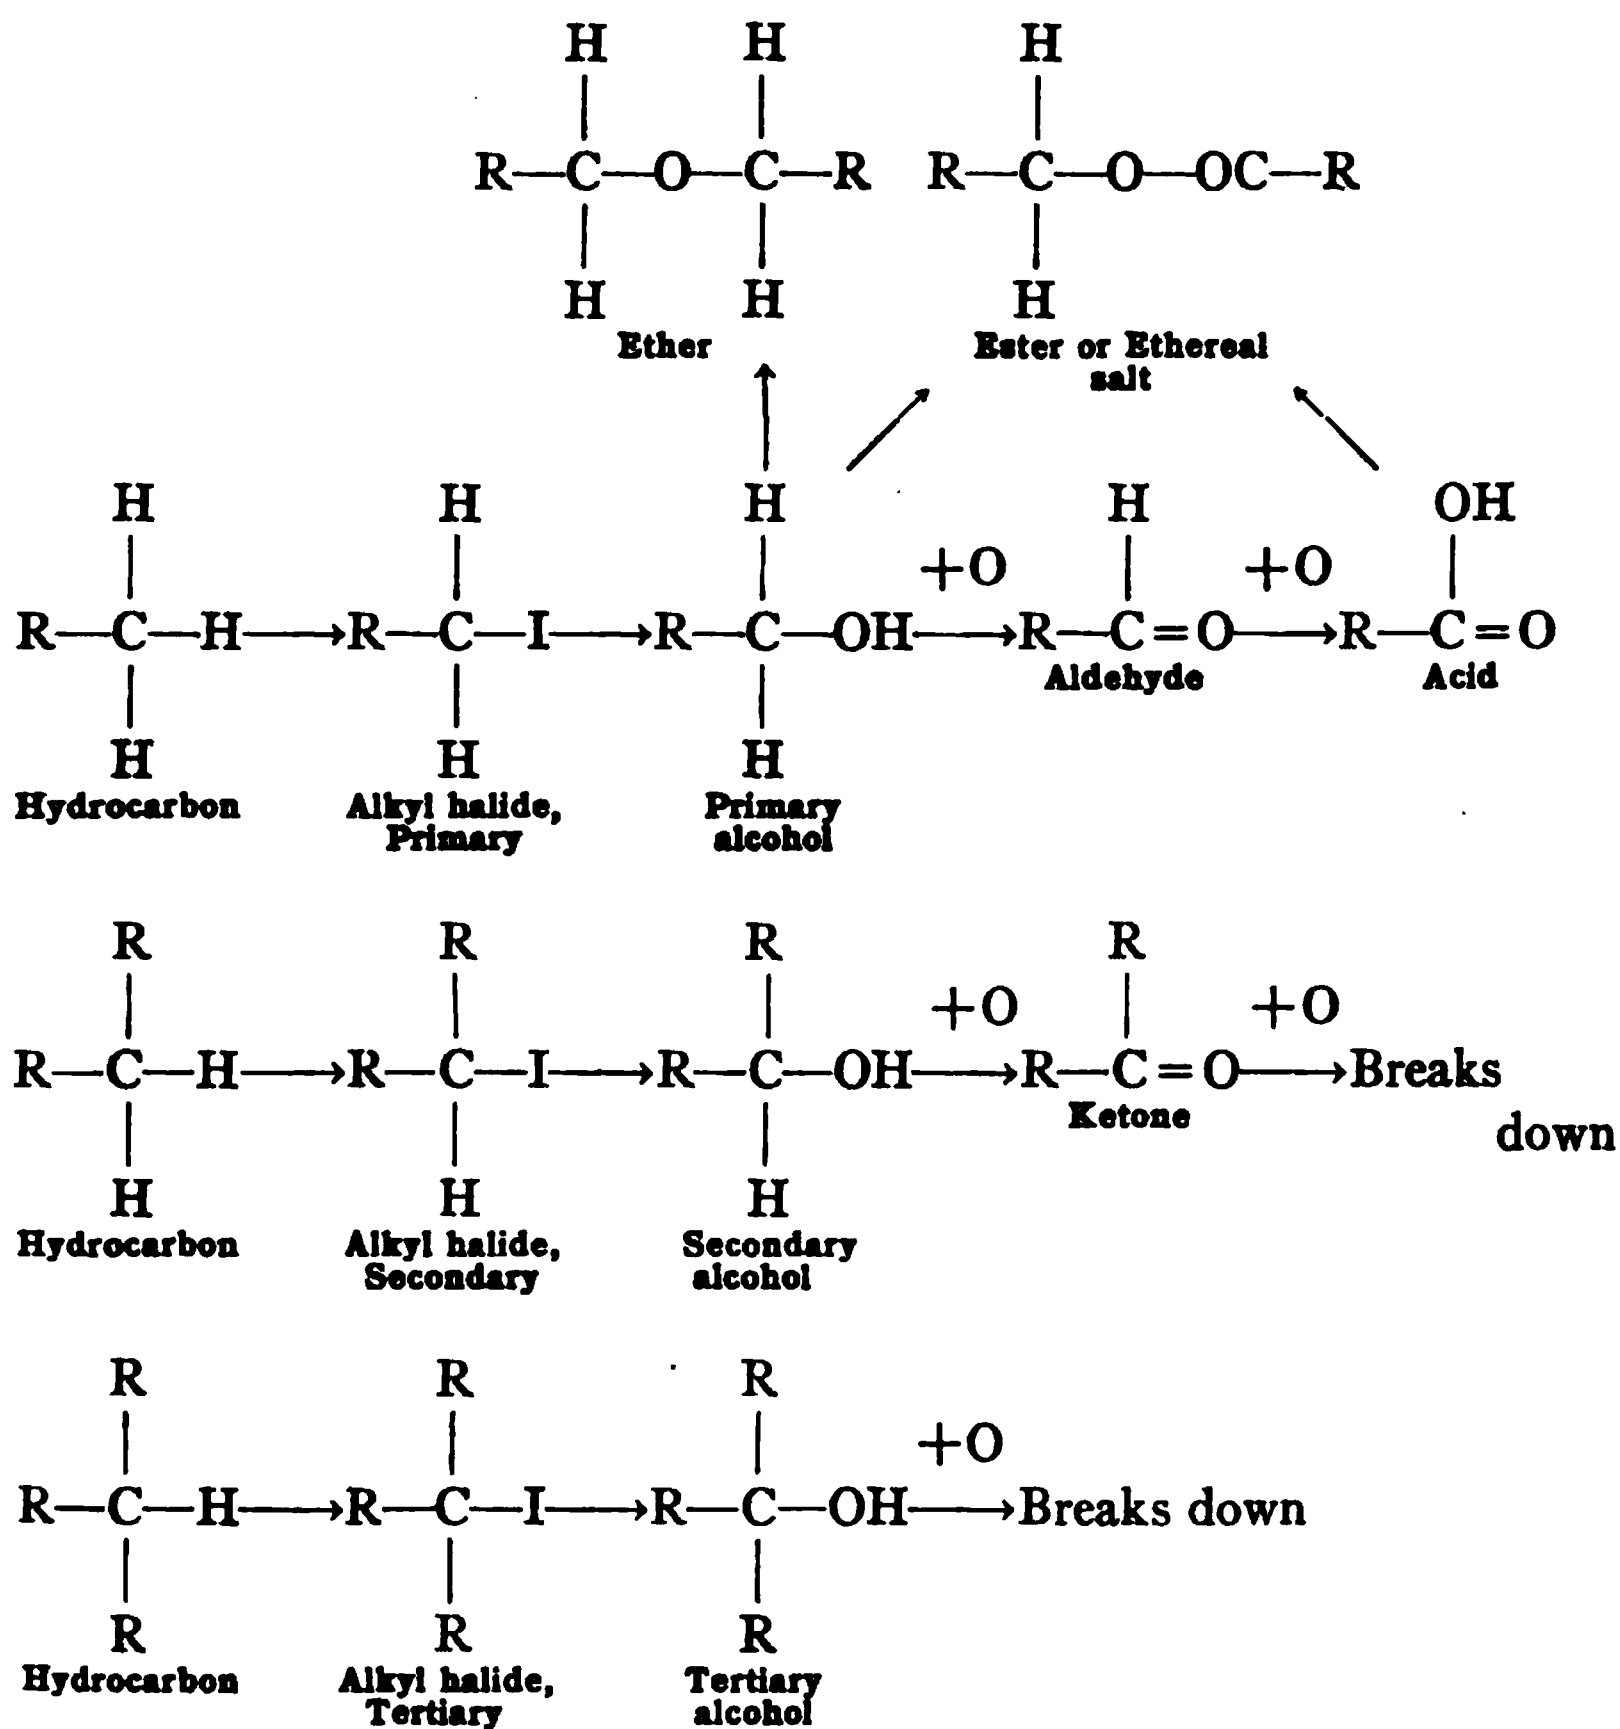 H H H
R—C—O—C—R R—C—O—OC—R
H H H
Ether Ester or Ethereal
salt
H H H H OH
+O +O
R—C—H→R—C—I→R—C—OH→R—C=O→R—C=O
Aldehyde Acid
H H H
Hydrocarbon Alkyl halide, Primary
Primary alcohol
R R R R
+O +O
R—C—H→R—C—I→R—C—OH→R—C=O→Breaks
down
Ketone
H H H
Hydrocarbon Alkyl halide, Secondary
Secondary alcohol
R R R
+O
R—C—H→R—C—I→R—C—OH→Breaks down
R R R
Hydrocarbon Alkyl halide, Tertiary
Tertiary alcohol